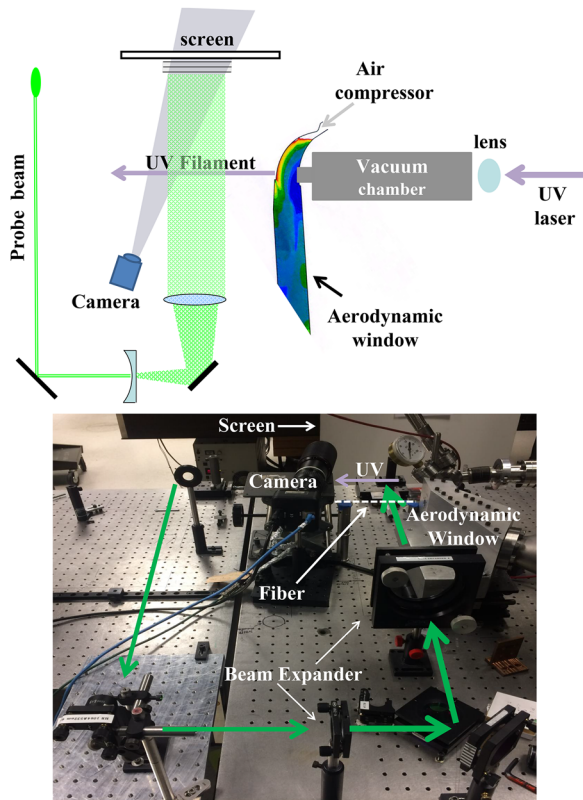 screen
Air
compressor
UV Filament
Vacuum
chamber
lens
UV
laser
Probe beam
Camera
Aerodynamic
window
Screen
Camera
UV
Aerodynamic
Window
Fiber
Beam Expander